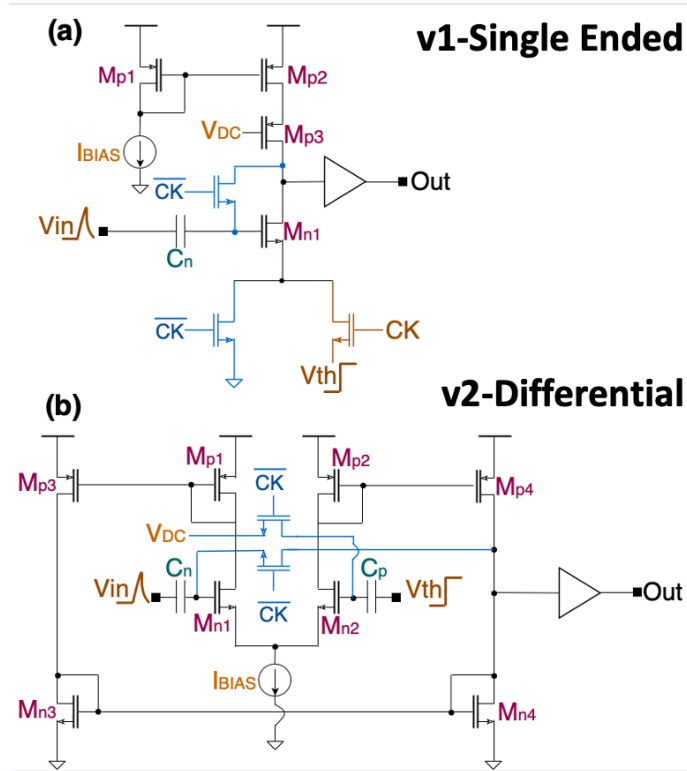 (a)
v1-Single Ended
Mp1
Mp2
VDC
Mp3
IBIAS
CK
Out
Vin
Mn1
Cn
CK
CK
Vth
v2-Differential
(b)
Mp1
Mp2
Mp3
CK
Mp4
VDC
Cn
Cp
Vin
Vth
Out
Mn1
CK
Mn2
IBIAS
Mn3
Mn4